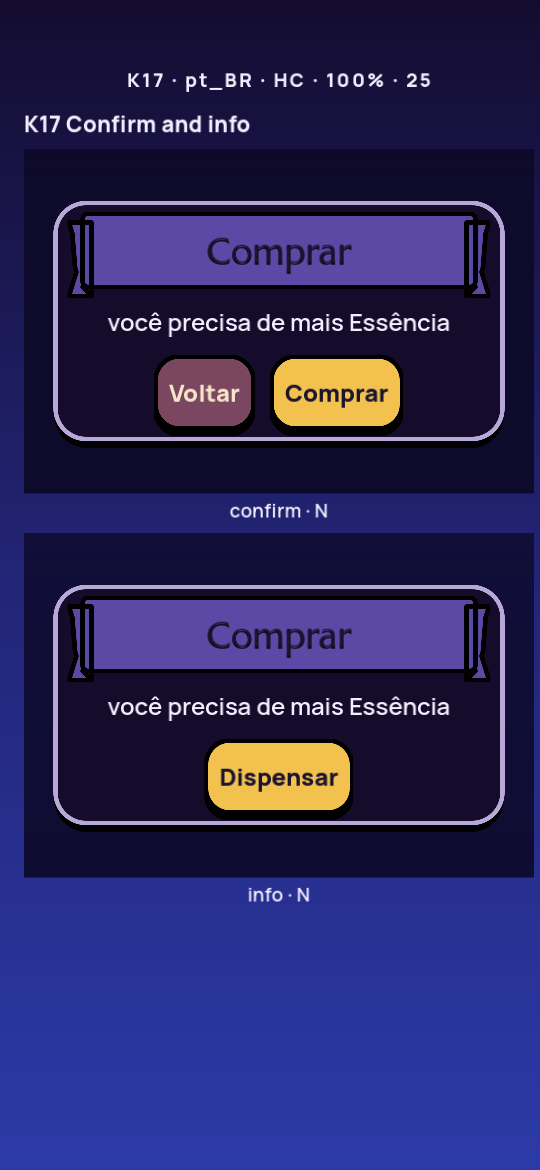 K17 · pt_BR · HC · 100% · 25
K17 Confirm and info
Comprar
você precisa de mais Essência
Voltar
Comprar
confirm · N
Comprar
você precisa de mais Essência
Dispensar
info · N